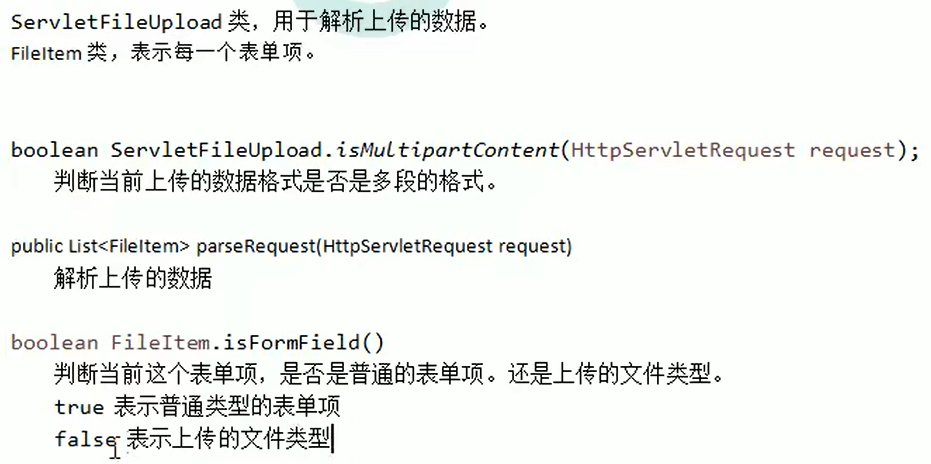 ServletFileUpload 类，用于解析上传的数据。
FileItem 类，表示每一个表单项。
boolean ServletFileUpload.isMultipartContent(HttpServletRequest request);
判断当前上传的数据格式是否是多段的格式。
public List<FileItem> parseRequest(HttpServletRequest request)
解析上传的数据
boolean FileItem.isFormField()
判断当前这个表单项，是否是普通的表单项。还是上传的文件类型。
true 表示普通类型的表单项
false 表示上传的文件类型